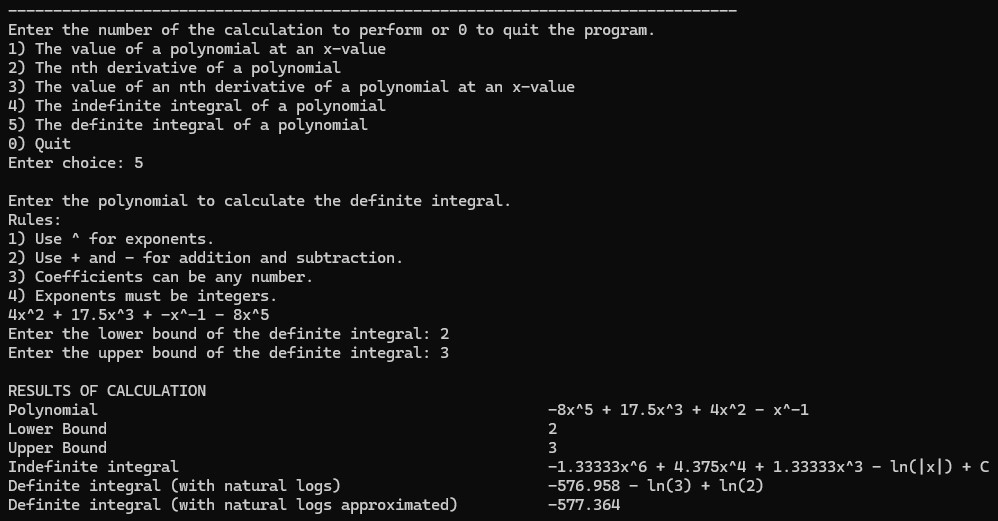 ---------------------------------------------------------------------------------
Enter the number of the calculation to perform or 0 to quit the program.
1) The value of a polynomial at an x-value
2) The nth derivative of a polynomial
3) The value of an nth derivative of a polynomial at an x-value
4) The indefinite integral of a polynomial
5) The definite integral of a polynomial
0) Quit
Enter choice: 5

Enter the polynomial to calculate the definite integral.
Rules:
1) Use ^ for exponents.
2) Use + and - for addition and subtraction.
3) Coefficients can be any number.
4) Exponents must be integers.
4x^2 + 17.5x^3 + -x^-1 - 8x^5
Enter the lower bound of the definite integral: 2
Enter the upper bound of the definite integral: 3

RESULTS OF CALCULATION
Polynomial -8x^5 + 17.5x^3 + 4x^2 - x^-1
Lower Bound 2
Upper Bound 3
Indefinite integral -1.33333x^6 + 4.375x^4 + 1.33333x^3 - ln(|x|) + C
Definite integral (with natural logs) -576.958 - ln(3) + ln(2)
Definite integral (with natural logs approximated) -577.364